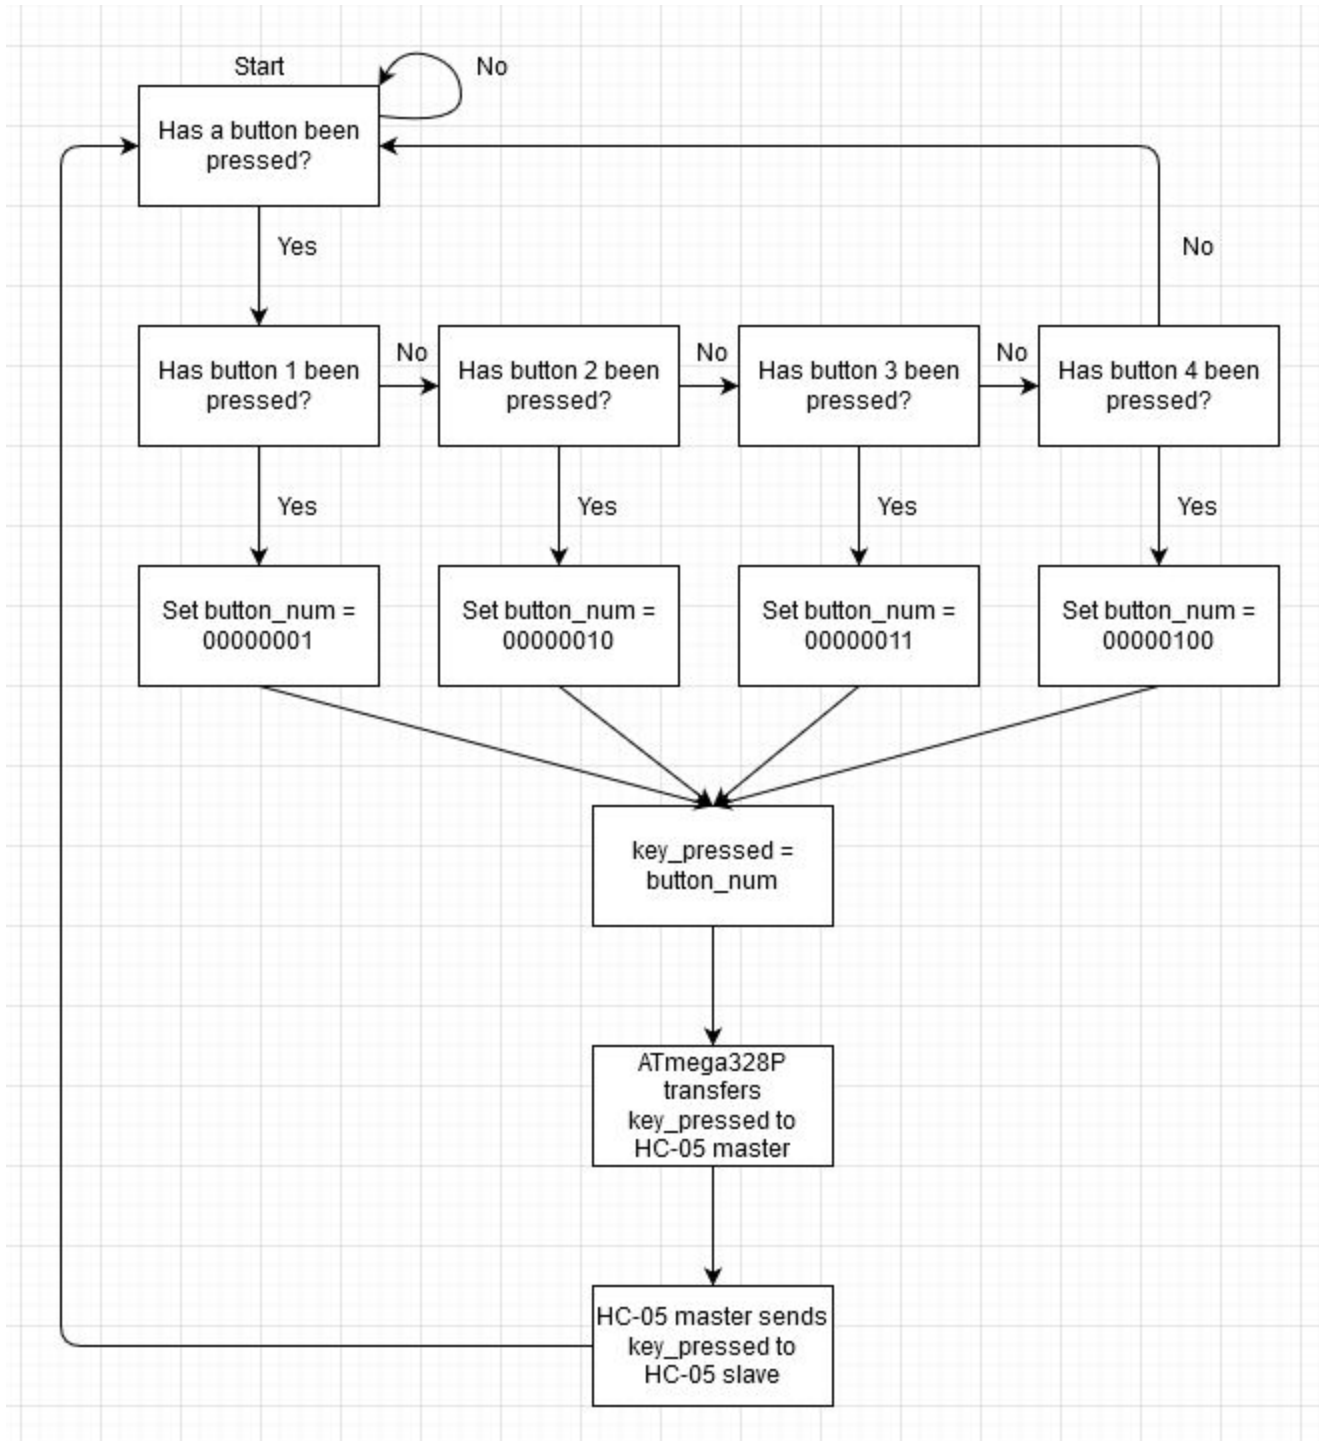 Start
No
Has a button been
pressed?
Yes
No
Has button 1 been
pressed?
No
Has button 2 been
pressed?
No
Has button 3 been
pressed?
No
Has button 4 been
pressed?
Yes
Yes
Yes
Yes
Set button_num =
00000001
Set button_num =
00000010
Set button_num =
00000011
Set button_num =
00000100
key_pressed =
button_num
ATmega328P
transfers
key_pressed to
HC-05 master
HC-05 master sends
key_pressed to
HC-05 slave